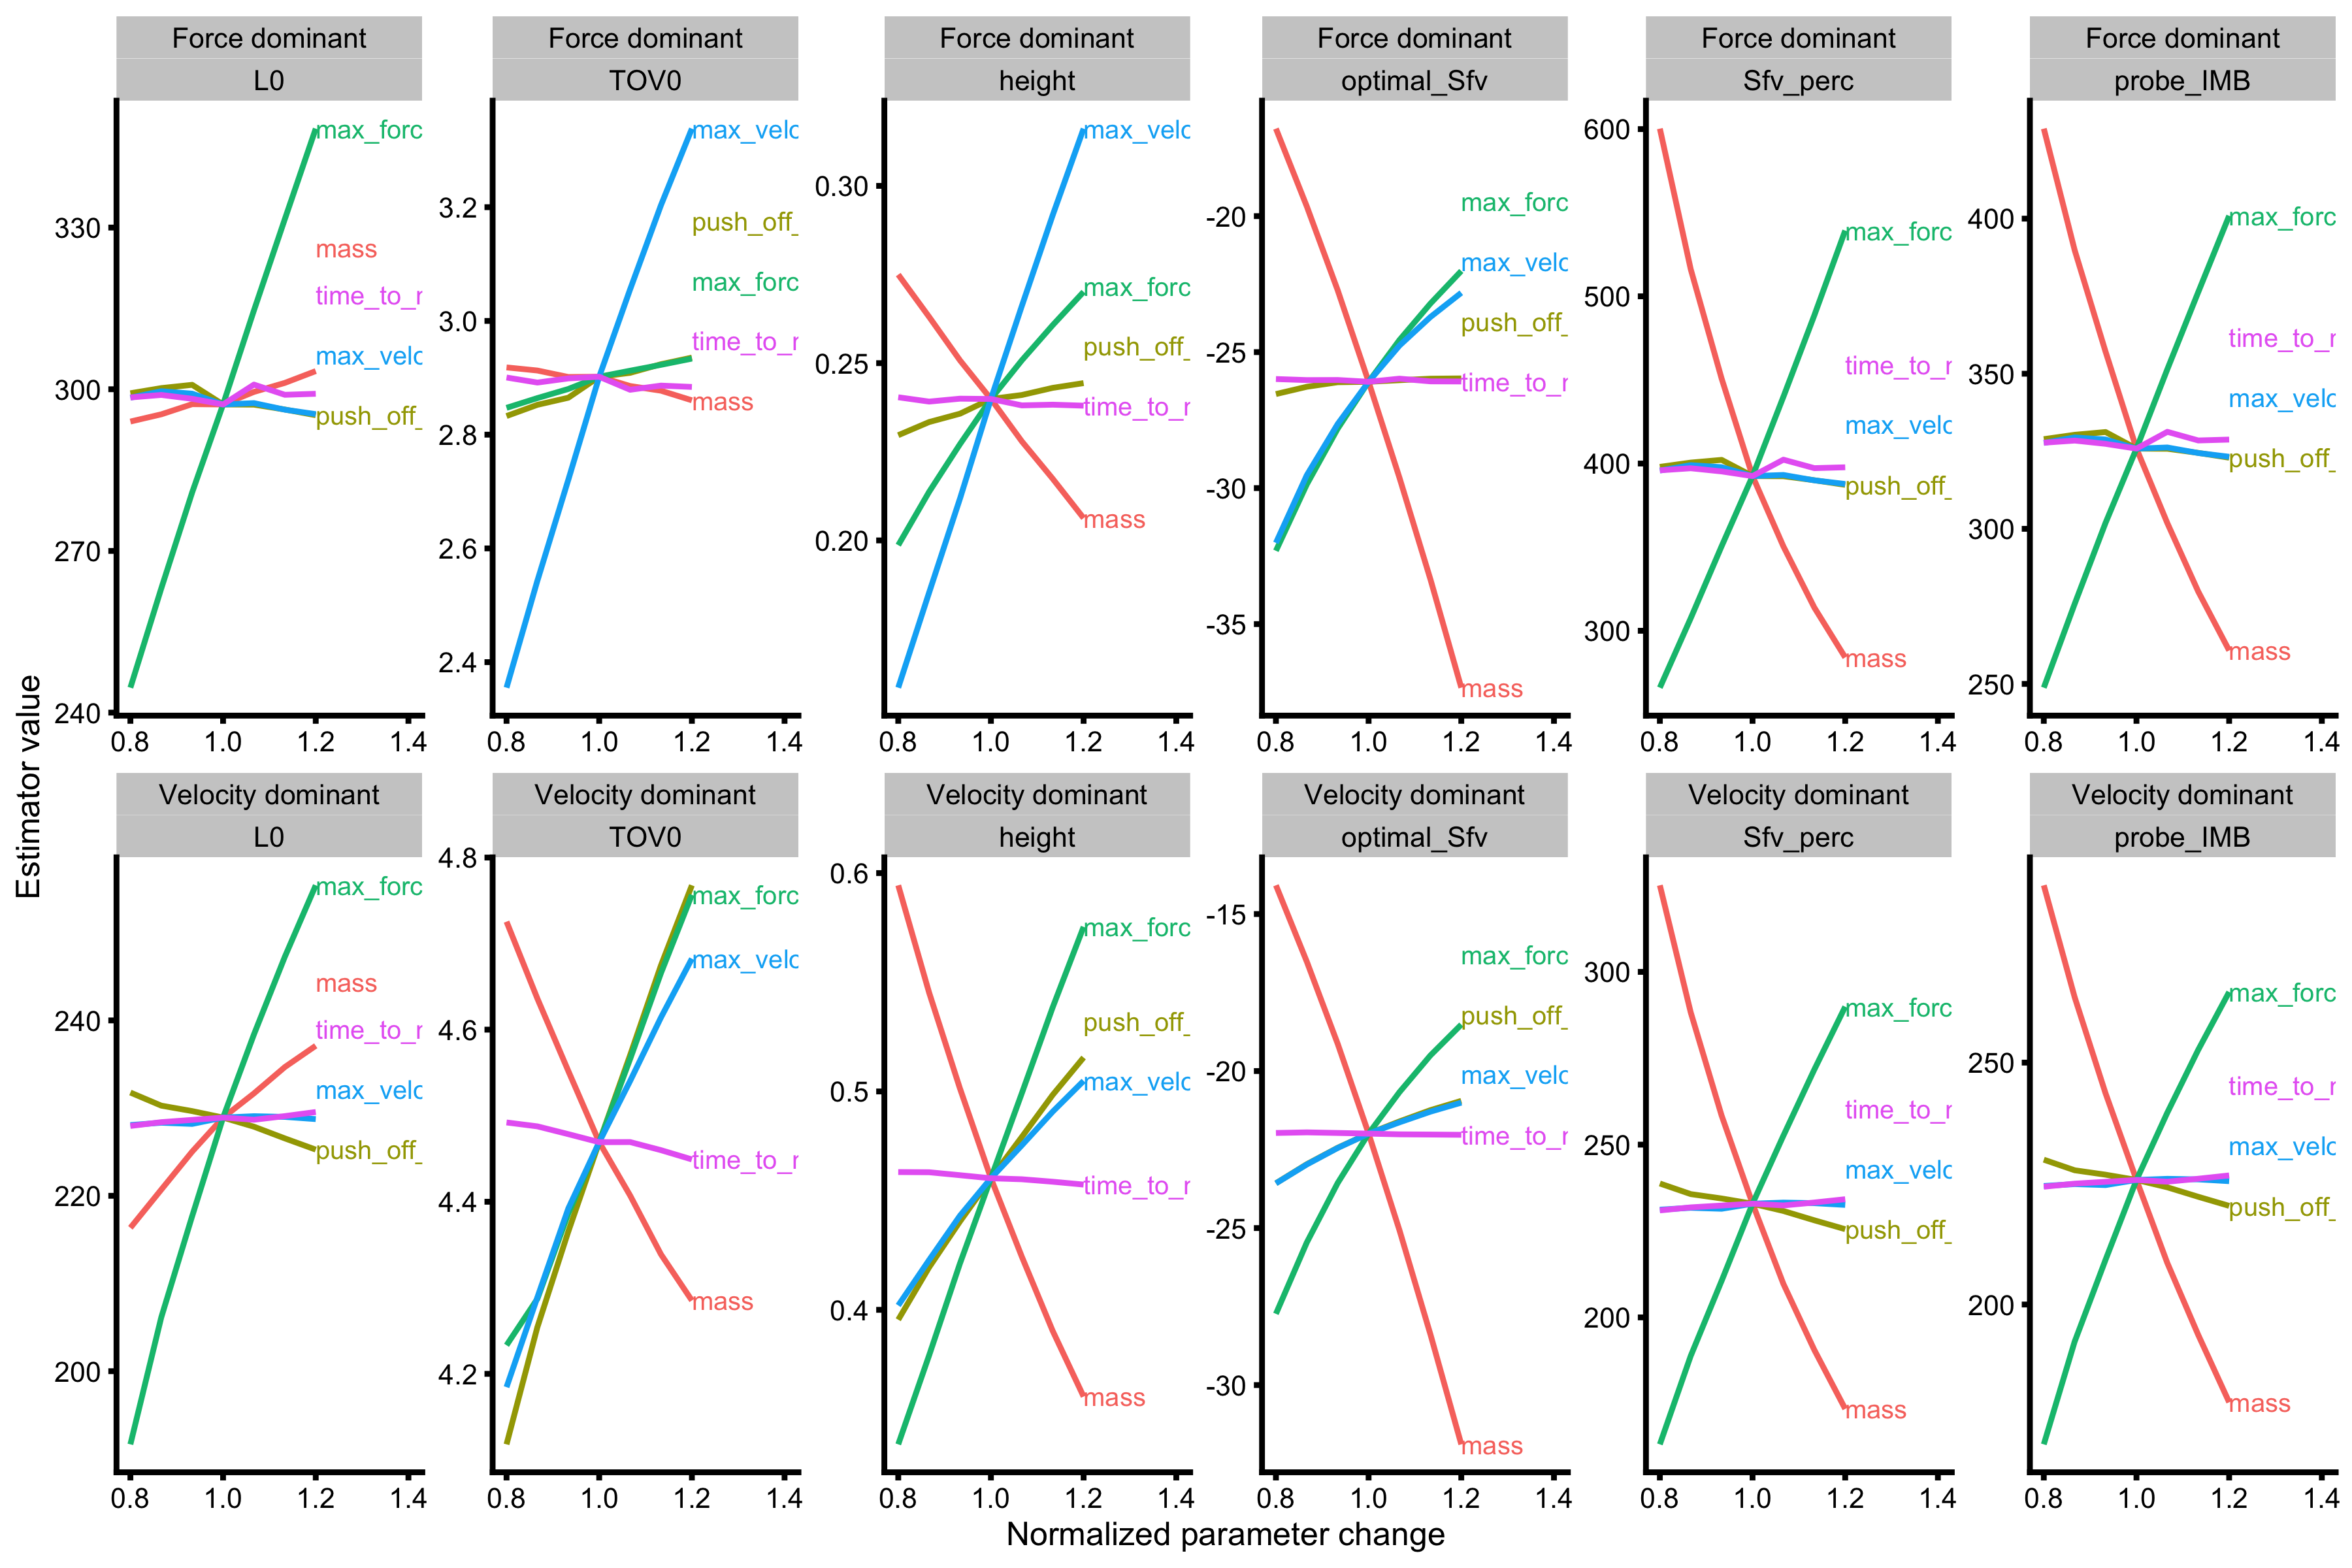 Force dominant
L0
Force dominant
TOV0
Force dominant
height
Force dominant
optimal_Sfv
Force dominant
Sfv_perc
Force dominant
probe_IMB
330
300
270
240
max_forc
mass
time_to_r
max_velo
push_off_
0.8 1.0 1.2 1.4
3.2
3.0
2.8
2.6
2.4
max_velo
push_off_
max_forc
time_to_r
mass
0.8 1.0 1.2 1.4
0.30
0.25
0.20
max_velo
max_forc
push_off_
time_to_r
mass
0.8 1.0 1.2 1.4
-20
-25
-30
-35
max_forc
max_velo
push_off_
time_to_r
mass
0.8 1.0 1.2 1.4
600
500
400
300
max_forc
time_to_r
max_velo
push_off_
mass
0.8 1.0 1.2 1.4
400
350
300
250
max_forc
time_to_r
max_velo
push_off_
mass
0.8 1.0 1.2 1.4
Estimator value
Velocity dominant
L0
Velocity dominant
TOV0
Velocity dominant
height
Velocity dominant
optimal_Sfv
Velocity dominant
Sfv_perc
Velocity dominant
probe_IMB
240
220
200
max_forc
mass
time_to_r
max_velo
push_off_
0.8 1.0 1.2 1.4
4.8
4.6
4.4
4.2
max_forc
max_velo
time_to_r
mass
0.8 1.0 1.2 1.4
0.6
0.5
0.4
max_forc
push_off_
max_velo
time_to_r
mass
0.8 1.0 1.2 1.4
-15
-20
-25
-30
max_forc
push_off_
max_velo
time_to_r
mass
0.8 1.0 1.2 1.4
300
250
200
max_forc
time_to_r
max_velo
push_off_
mass
0.8 1.0 1.2 1.4
250
200
max_forc
time_to_r
max_velo
push_off_
mass
0.8 1.0 1.2 1.4
Normalized parameter change